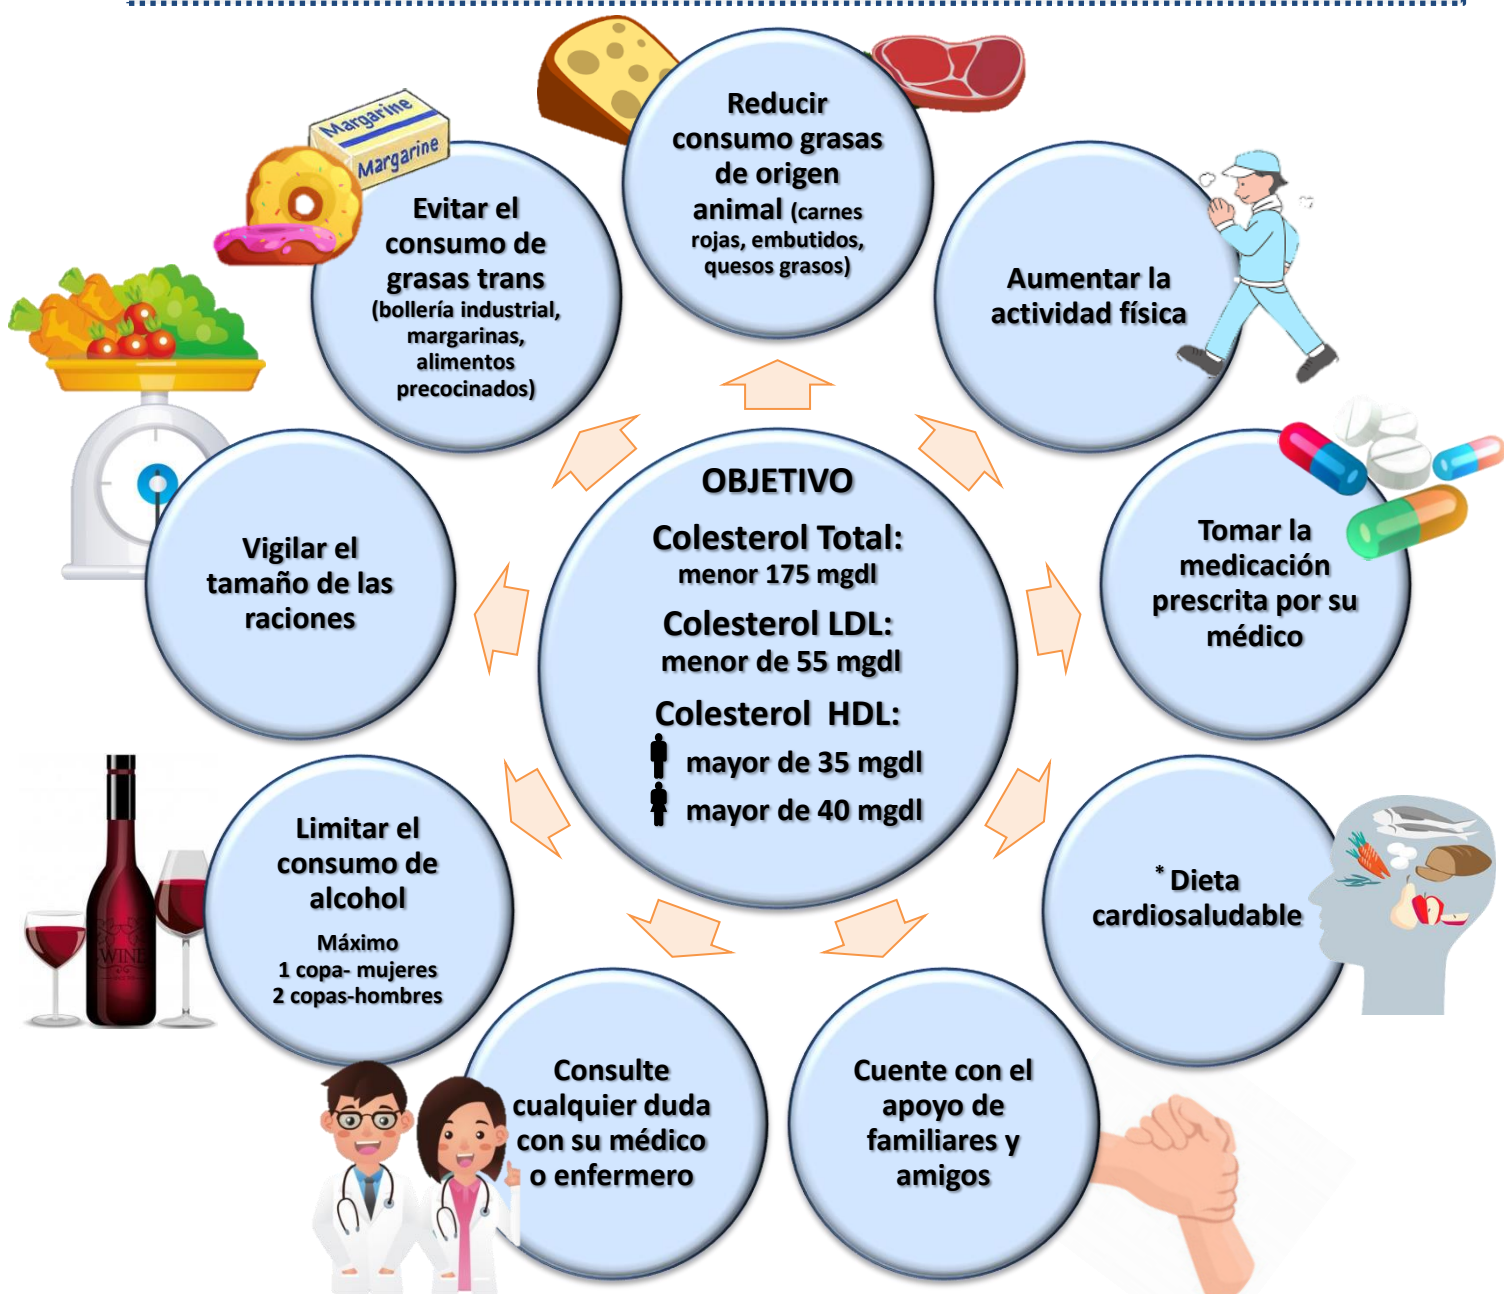 Reducir
consumo grasas
de origen
animal (carnes
rojas, embutidos,
quesos grasos)
Margarine
Margarine
Evitar el
consumo de
grasas trans
(bollería industrial,
margarinas,
alimentos
precocinados)
Aumentar la
actividad física
Vigilar el
tamaño de las
raciones
OBJETIVO
Colesterol Total:
menor 175 mgdl
Colesterol LDL:
menor de 55 mgdl
Colesterol HDL:
mayor de 35 mgdl
mayor de 40 mgdl
Tomar la
medicación
prescrita por su
médico
Limitar el
consumo de
alcohol
Máximo
1 copa- mujeres
2 copas-hombres
WINE
* Dieta
cardiosaludable
Consulte
cualquier duda
con su médico
o enfermero
Cuente con el
apoyo de
familiares y
amigos